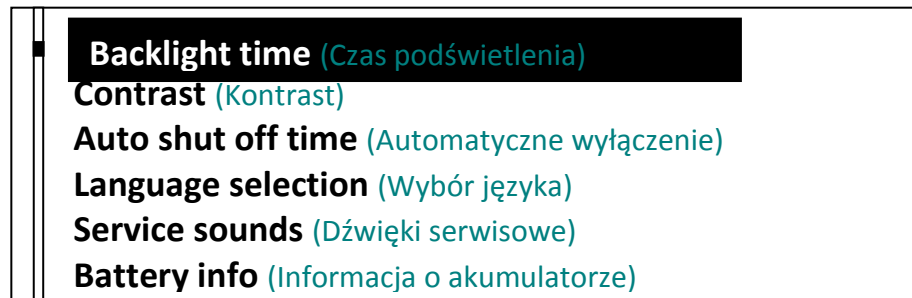 Backlight time (Czas podświetlenia)
Contrast (Kontrast)
Auto shut off time (Automatyczne wyłączenie)
Language selection (Wybór języka)
Service sounds (Dźwięki serwisowe)
Battery info (Informacja o akumulatorze)